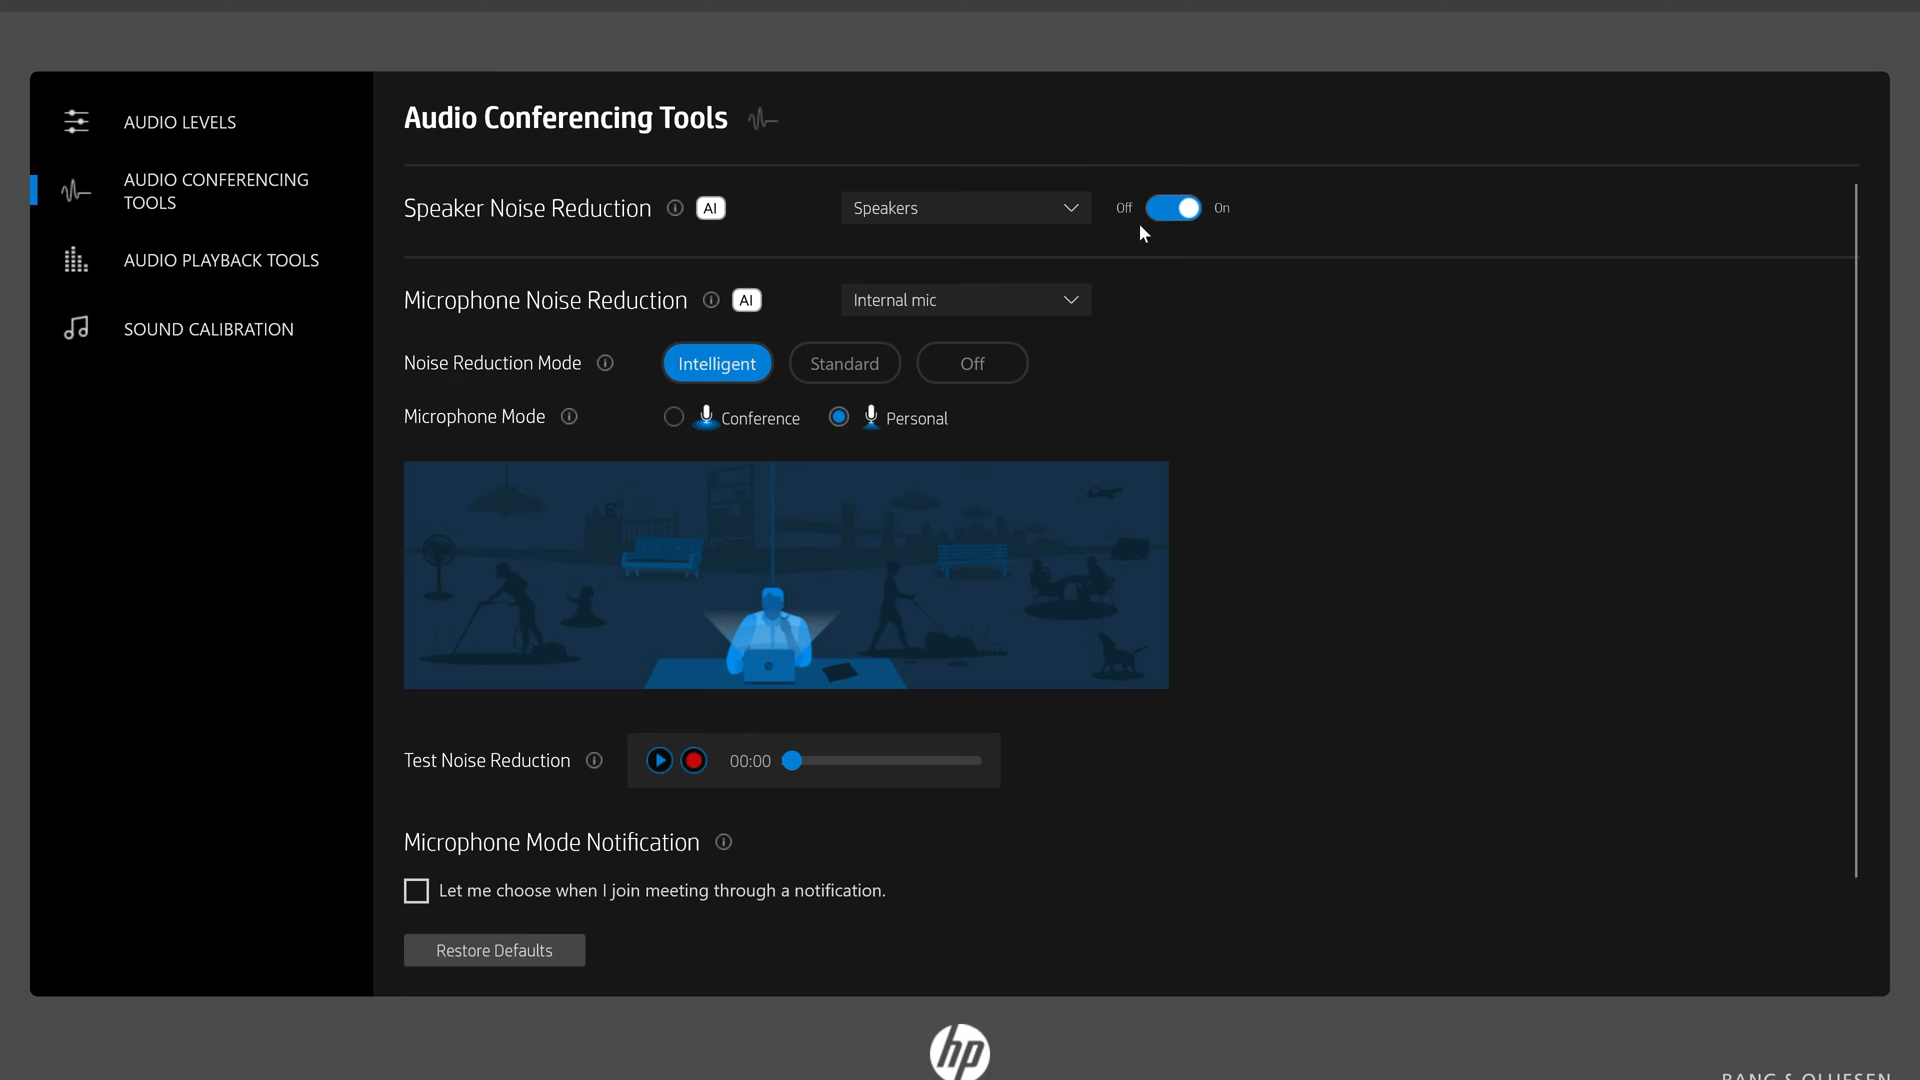 AUDIO LEVELS
AUDIO CONFERENCING
TOOLS
AUDIO PLAYBACK TOOLS
SOUND CALIBRATION
Audio Conferencing Tools
Speaker Noise Reduction AI Speakers Off On
Microphone Noise Reduction AI Internal mic
Noise Reduction Mode Intelligent Standard Off
Microphone Mode Conference Personal
Test Noise Reduction 00:00
Microphone Mode Notification
Let me choose when I join meeting through a notification.
Restore Defaults
hp
BANG & OLUFSEN